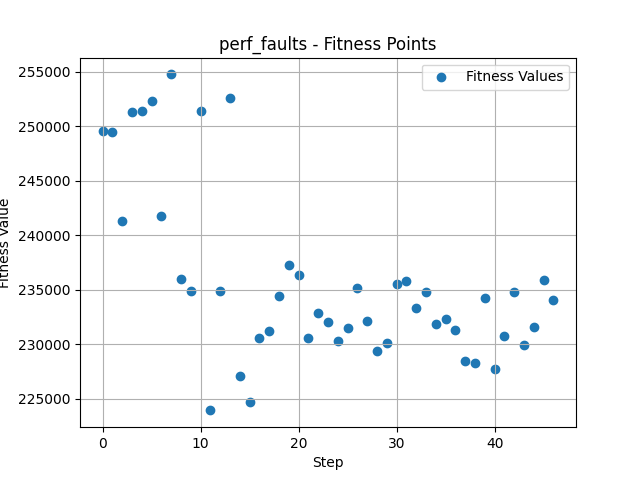 perf_faults - Fitness Points
Fitness Values
255000
250000
245000
240000
235000
230000
225000
Fitness Value
0 10 20 30 40
Step